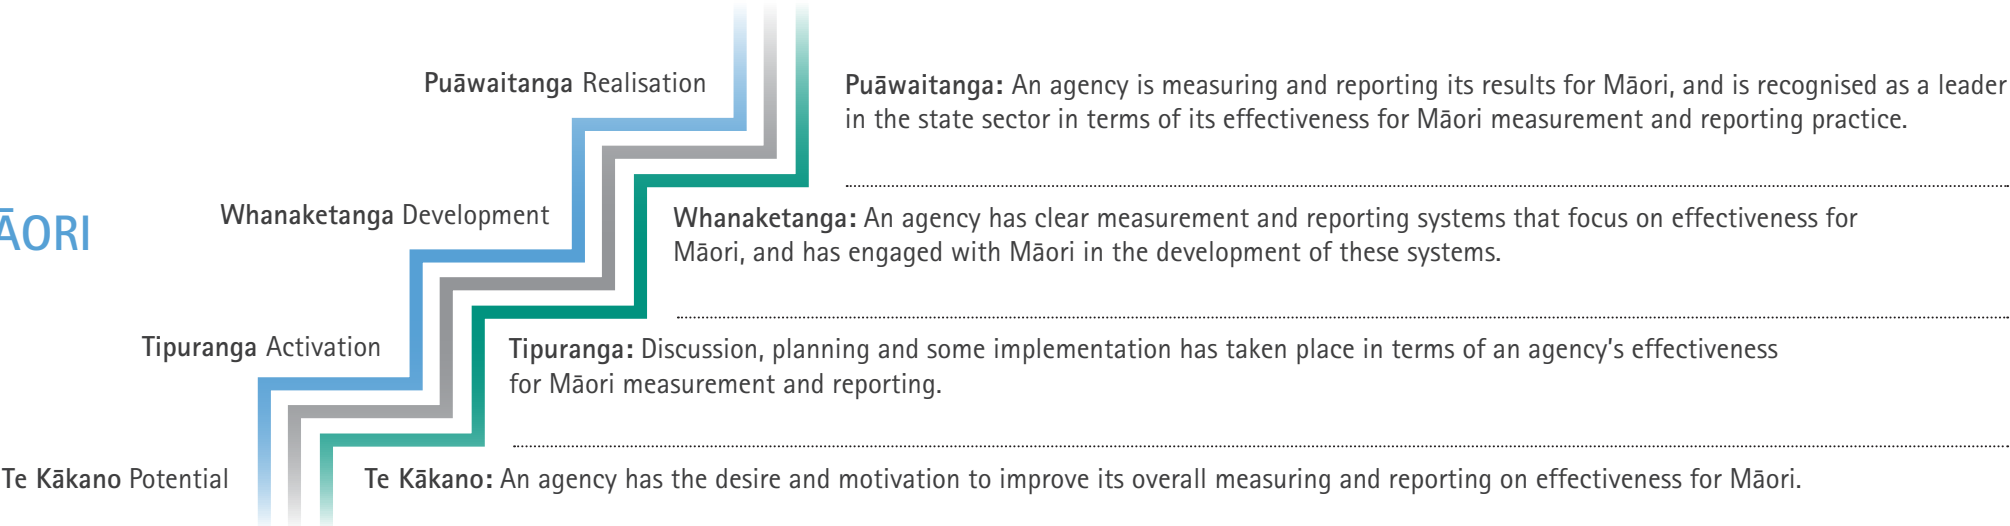 Puāwaitanga Realisation
Puāwaitanga: An agency is measuring and reporting its results for Māori, and is recognised as a leader
in the state sector in terms of its effectiveness for Māori measurement and reporting practice.
ĀORI
Whanaketanga Development
Whanaketanga: An agency has clear measurement and reporting systems that focus on effectiveness for
Māori, and has engaged with Māori in the development of these systems.
Tipuranga Activation
Tipuranga: Discussion, planning and some implementation has taken place in terms of an agency's effectiveness
for Māori measurement and reporting.
Te Kākano Potential
Te Kākano: An agency has the desire and motivation to improve its overall measuring and reporting on effectiveness for Māori.